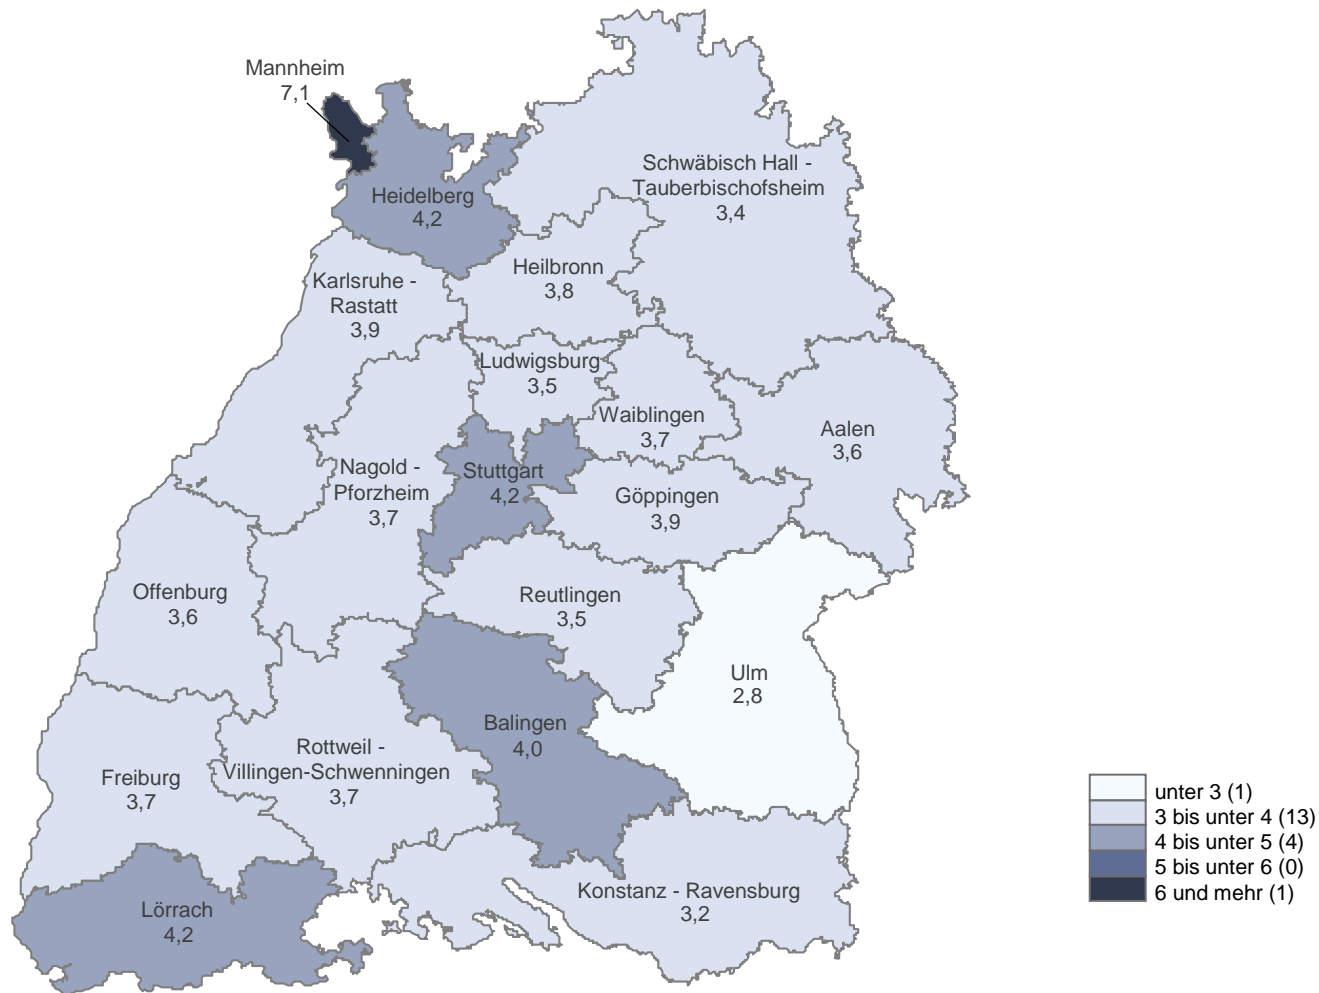 Mannheim
7,1
Schwäbisch Hall -
Tauberbischofsheim
3,4
Heidelberg
4,2
Heilbronn
3,8
Karlsruhe -
Rastatt
3,9
Ludwigsburg
3,5
Waiblingen
3,7
Aalen
3,6
Nagold -
Pforzheim
3,7
Stuttgart
4,2
Göppingen
3,9
Offenburg
3,6
Reutlingen
3,5
Ulm
2,8
Balingen
4,0
Rottweil -
Villingen-Schwenningen
3,7
Freiburg
3,7
Konstanz - Ravensburg
3,2
Lörrach
4,2
unter 3 (1)
3 bis unter 4 (13)
4 bis unter 5 (4)
5 bis unter 6 (0)
6 und mehr (1)